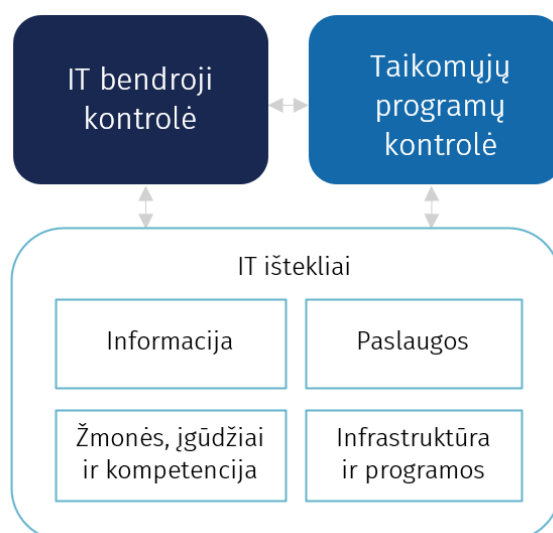 IT bendroji
kontrolė
Taikomųjų
programų
kontrolė
IT ištekliai
Informacija
Paslaugos
Žmonės, įgūdžiai
ir kompetencija
Infrastruktūra
ir programos